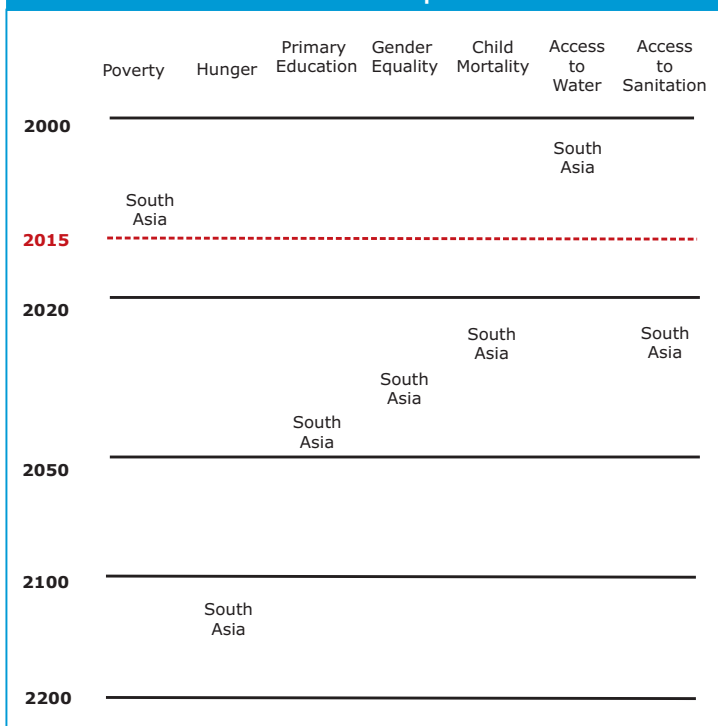 Poverty
Hunger
Primary
Education
Gender
Equality
Child
Mortality
Access
to
Water
Access
to
Sanitation
2000
South
Asia
South
Asia
2015
2020
South
Asia
South
Asia
South
Asia
South
Asia
2050
2100
South
Asia
2200